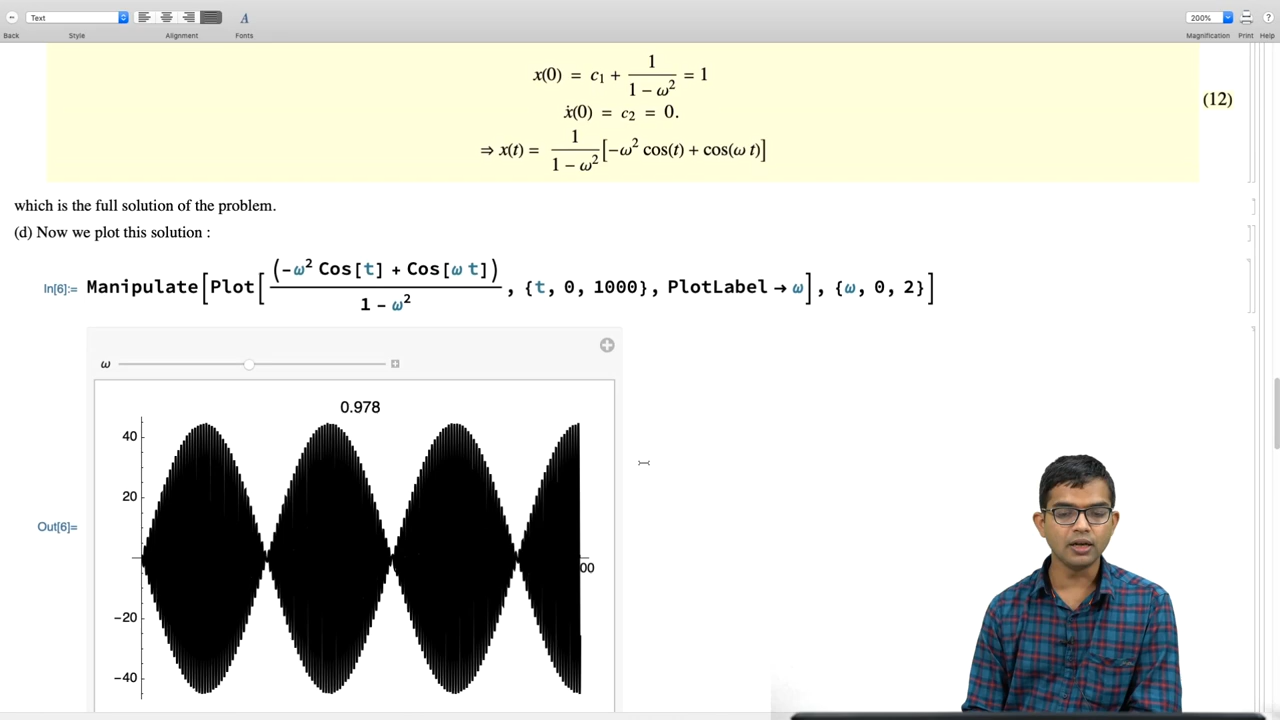 Text
200%
Back
Style
Alignment
Fonts
Magnification
Print
Help
x(0) = c₁ + 1/(1 − ω²) = 1
ẋ(0) = c₂ = 0.
⇒ x(t) = 1/(1 − ω²) [−ω² cos(t) + cos(ω t)]
(12)
which is the full solution of the problem.
(d) Now we plot this solution :
In[6]:= Manipulate[Plot[(−ω² Cos[t] + Cos[ω t])/(1 − ω²), {t, 0, 1000}, PlotLabel → ω], {ω, 0, 2}]
ω
0.978
40
20
Out[6]=
00
−20
−40